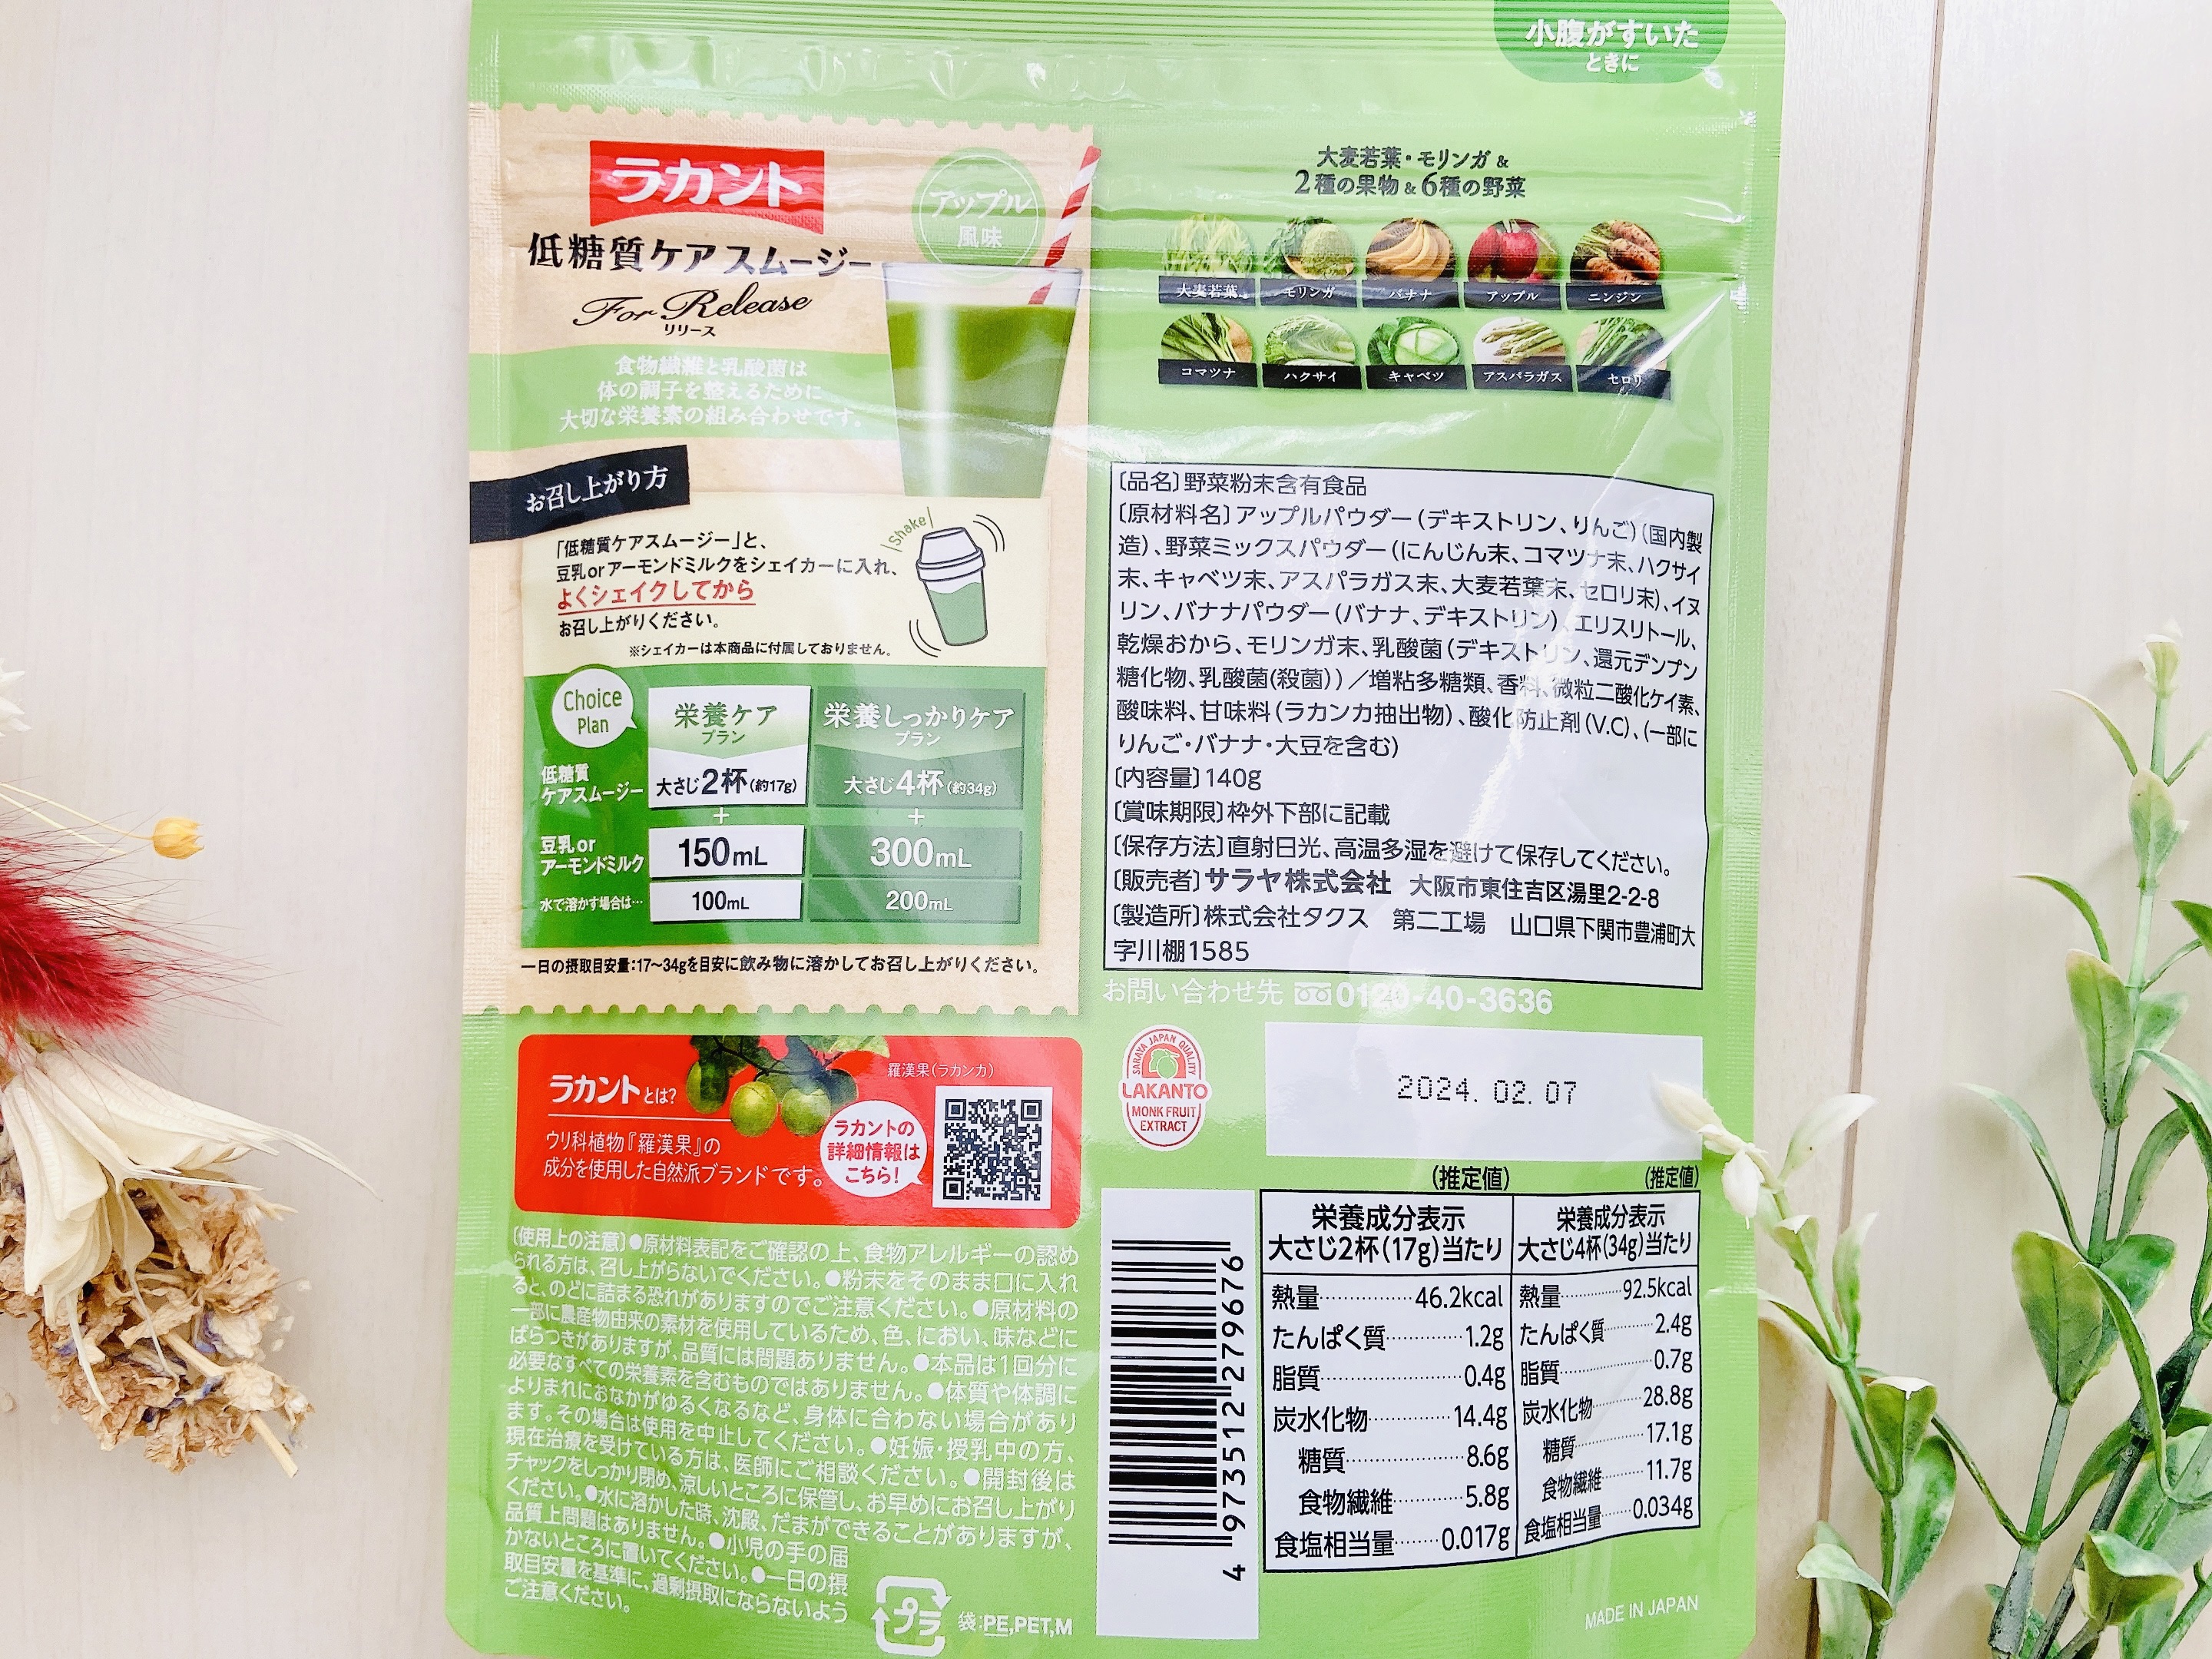 小腹がすいた
ときに
ラカント
アップル
風味
低糖質ケアスムージー
For Release
リリース
食物繊維と乳酸菌は
体の調子を整えるために
大切な栄養素の組み合わせです。
お召し上がり方
「低糖質ケアスムージー」と、
豆乳orアーモンドミルクをシェイカーに入れ、
よくシェイクしてから
お召し上がりください。
※シェイカーは本商品に付属しておりません。
Shake
Choice
Plan
栄養ケア
プラン
栄養しっかりケア
プラン
低糖質
ケアスムージー
大さじ2杯(約17g)
大さじ4杯(約34g)
+
+
豆乳or
アーモンドミルク
150mL
300mL
水で溶かす場合は…
100mL
200mL
一日の摂取目安量:17〜34gを目安に飲み物に溶かしてお召し上がりください。
ラカントとは?
羅漢果(ラカンカ)
ウリ科植物『羅漢果』の
成分を使用した自然派ブランドです。
ラカントの
詳細情報は
こちら!
〔使用上の注意〕●原材料表記をご確認の上、食物アレルギーの認め
られる方は、召し上がらないでください。●粉末をそのまま口に入れ
ると、のどに詰まる恐れがありますのでご注意ください。●原材料の
一部に農産物由来の素材を使用しているため、色、におい、味などに
ばらつきがありますが、品質には問題ありません。●本品は1回分に
必要なすべての栄養素を含むものではありません。●体質や体調に
よりまれにおなかがゆるくなるなど、身体に合わない場合があり
ます。その場合は使用を中止してください。●妊娠・授乳中の方、
現在治療を受けている方は、医師にご相談ください。●開封後は
チャックをしっかり閉め、涼しいところに保管し、お早めにお召し上がり
ください。●水に溶かした時、沈殿、だまができることがありますが、
品質上問題はありません。●小児の手の届
かないところに置いてください。●一日の摂
取目安量を基準に、過剰摂取にならないよう
ご注意ください。
プラ
袋:PE,PET,M
大麦若葉・モリンガ&
2種の果物&6種の野菜
大麦若葉
モリンガ
バナナ
アップル
ニンジン
コマツナ
ハクサイ
キャベツ
アスパラガス
セロリ
〔品名〕野菜粉末含有食品
〔原材料名〕アップルパウダー(デキストリン、りんご)(国内製
造)、野菜ミックスパウダー(にんじん末、コマツナ末、ハクサイ
末、キャベツ末、アスパラガス末、大麦若葉末、セロリ末)、イヌ
リン、バナナパウダー(バナナ、デキストリン)、エリスリトール、
乾燥おから、モリンガ末、乳酸菌(デキストリン、還元デンプン
糖化物、乳酸菌(殺菌))/増粘多糖類、香料、微粒二酸化ケイ素、
酸味料、甘味料(ラカンカ抽出物)、酸化防止剤(V.C)、(一部に
りんご・バナナ・大豆を含む)
〔内容量〕140g
〔賞味期限〕枠外下部に記載
〔保存方法〕直射日光、高温多湿を避けて保存してください。
〔販売者〕サラヤ株式会社 大阪市東住吉区湯里2-2-8
〔製造所〕株式会社タクス 第二工場 山口県下関市豊浦町大
字川棚1585
お問い合わせ先 0120-40-3636
SARAYA JAPAN QUALITY
LAKANTO
MONK FRUIT
EXTRACT
2024. 02. 07
4 973512 279676
(推定値)
栄養成分表示
大さじ2杯(17g)当たり
熱量……46.2kcal
たんぱく質……1.2g
脂質……0.4g
炭水化物……14.4g
糖質……8.6g
食物繊維……5.8g
食塩相当量……0.017g
(推定値)
栄養成分表示
大さじ4杯(34g)当たり
熱量……92.5kcal
たんぱく質……2.4g
脂質……0.7g
炭水化物……28.8g
糖質……17.1g
食物繊維……11.7g
食塩相当量……0.034g
MADE IN JAPAN